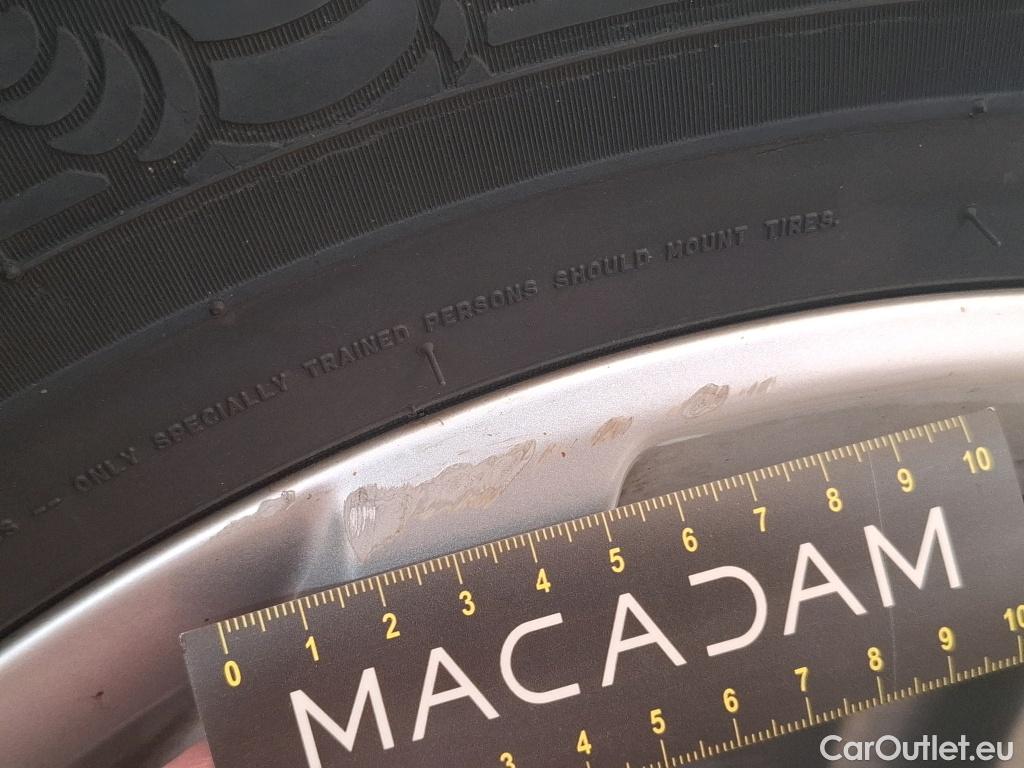 S -- ONLY SPECIALLY TRAINED PERSONS SHOULD MOUNT TIRES.
0 1 2 3 4 5 6 7 8 9 10
MACADAM
3 4 5 6 7 8 9 10
CarOutlet.eu